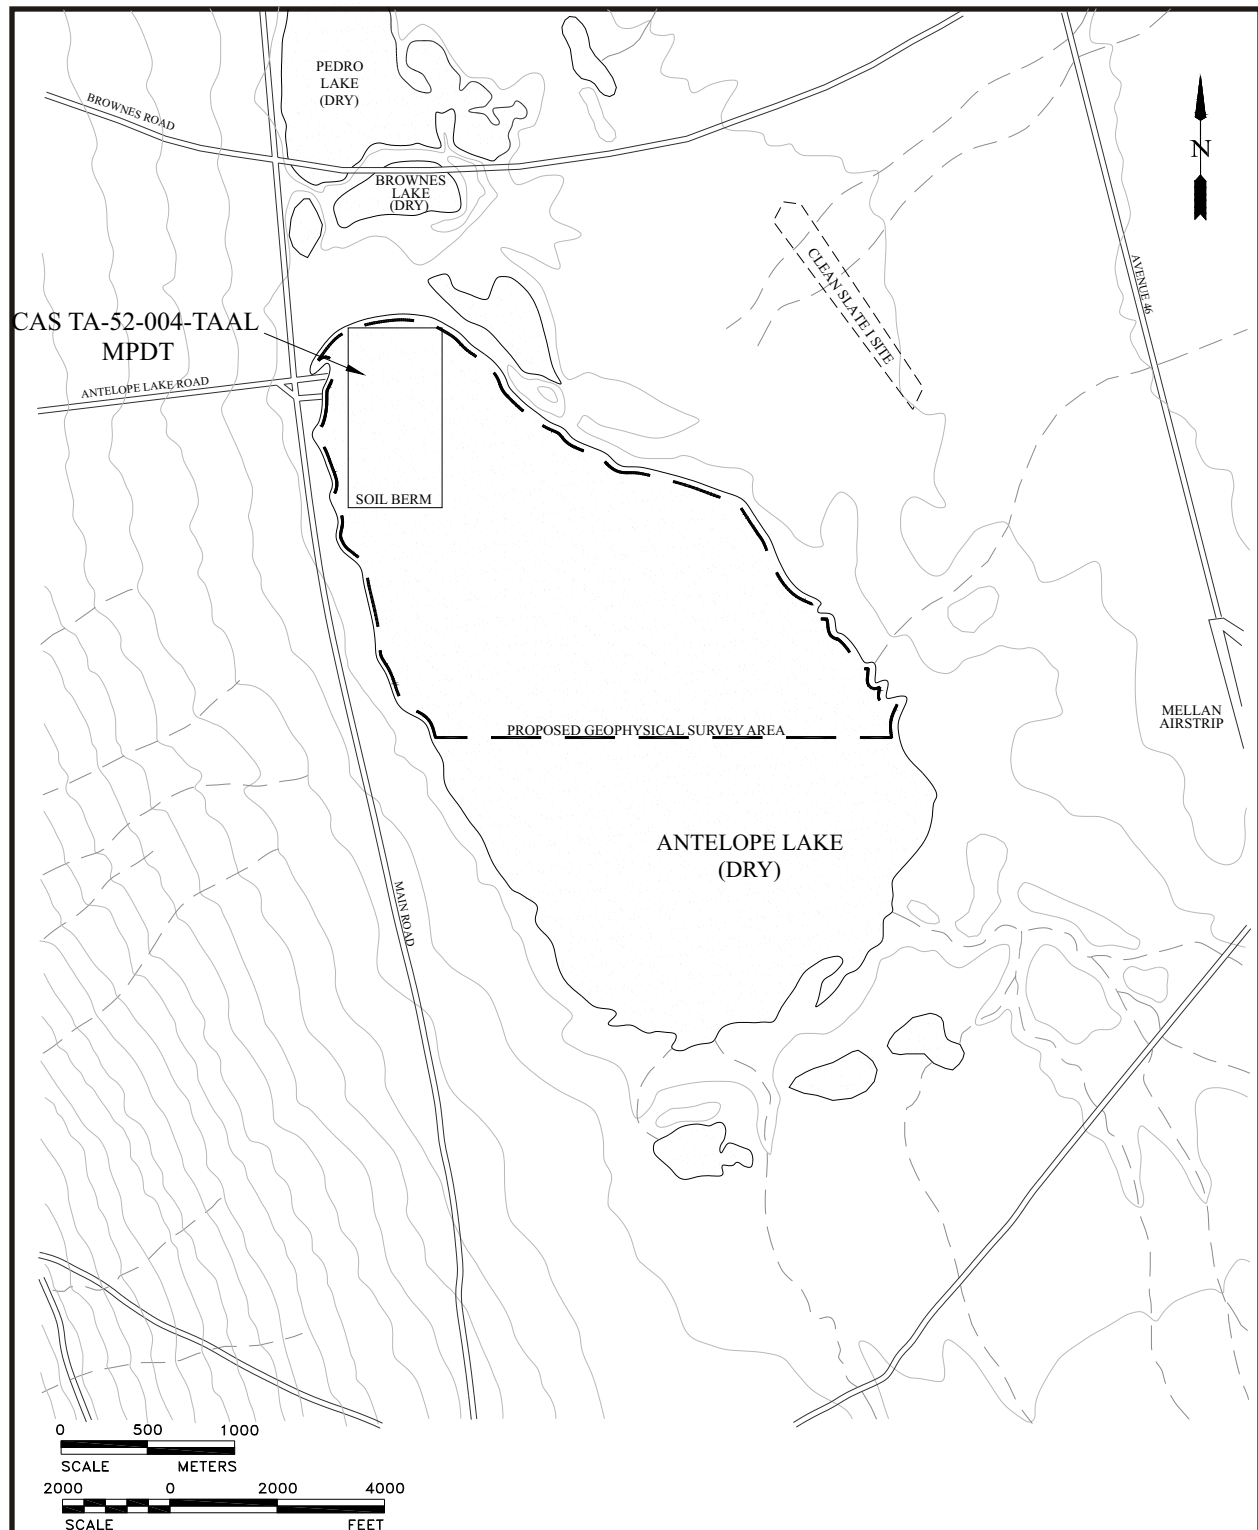 PEDRO
LAKE
(DRY)
BROWNES ROAD
N
BROWNES
LAKE
(DRY)
CLEAN SLATE I SITE
AVENUE 46
CAS TA-52-004-TAAL
MPDT
ANTELOPE LAKE ROAD
SOIL BERM
MELLAN
AIRSTRIP
PROPOSED GEOPHYSICAL SURVEY AREA
ANTELOPE LAKE
(DRY)
MAIN ROAD
0 500 1000
SCALE METERS
2000 0 2000 4000
SCALE FEET